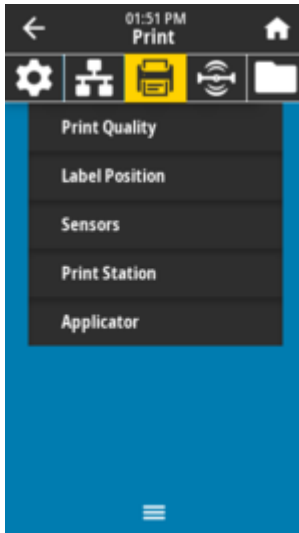 01:51 PM
Print
Print Quality
Label Position
Sensors
Print Station
Applicator